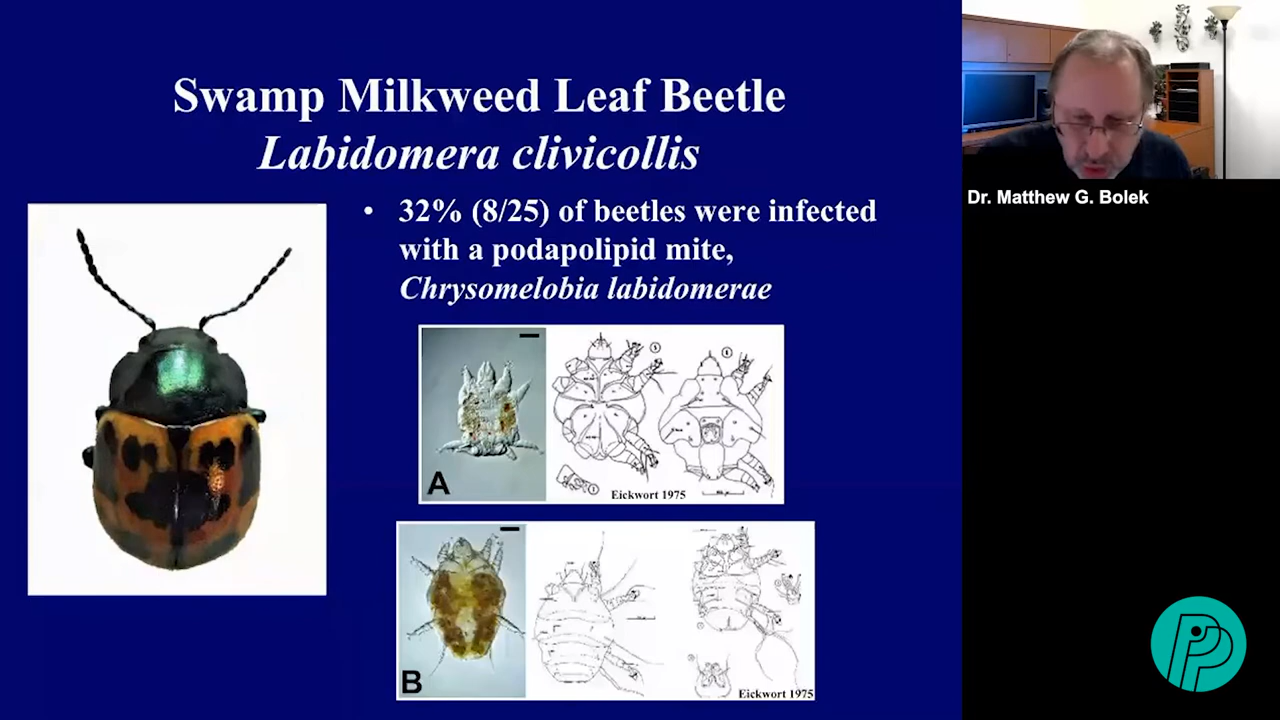 Swamp Milkweed Leaf Beetle
Labidomera clivicollis
• 32% (8/25) of beetles were infected
with a podapolipid mite,
Chrysomelobia labidomerae
A
Eickwort 1975
B
Eickwort 1975
Dr. Matthew G. Bolek